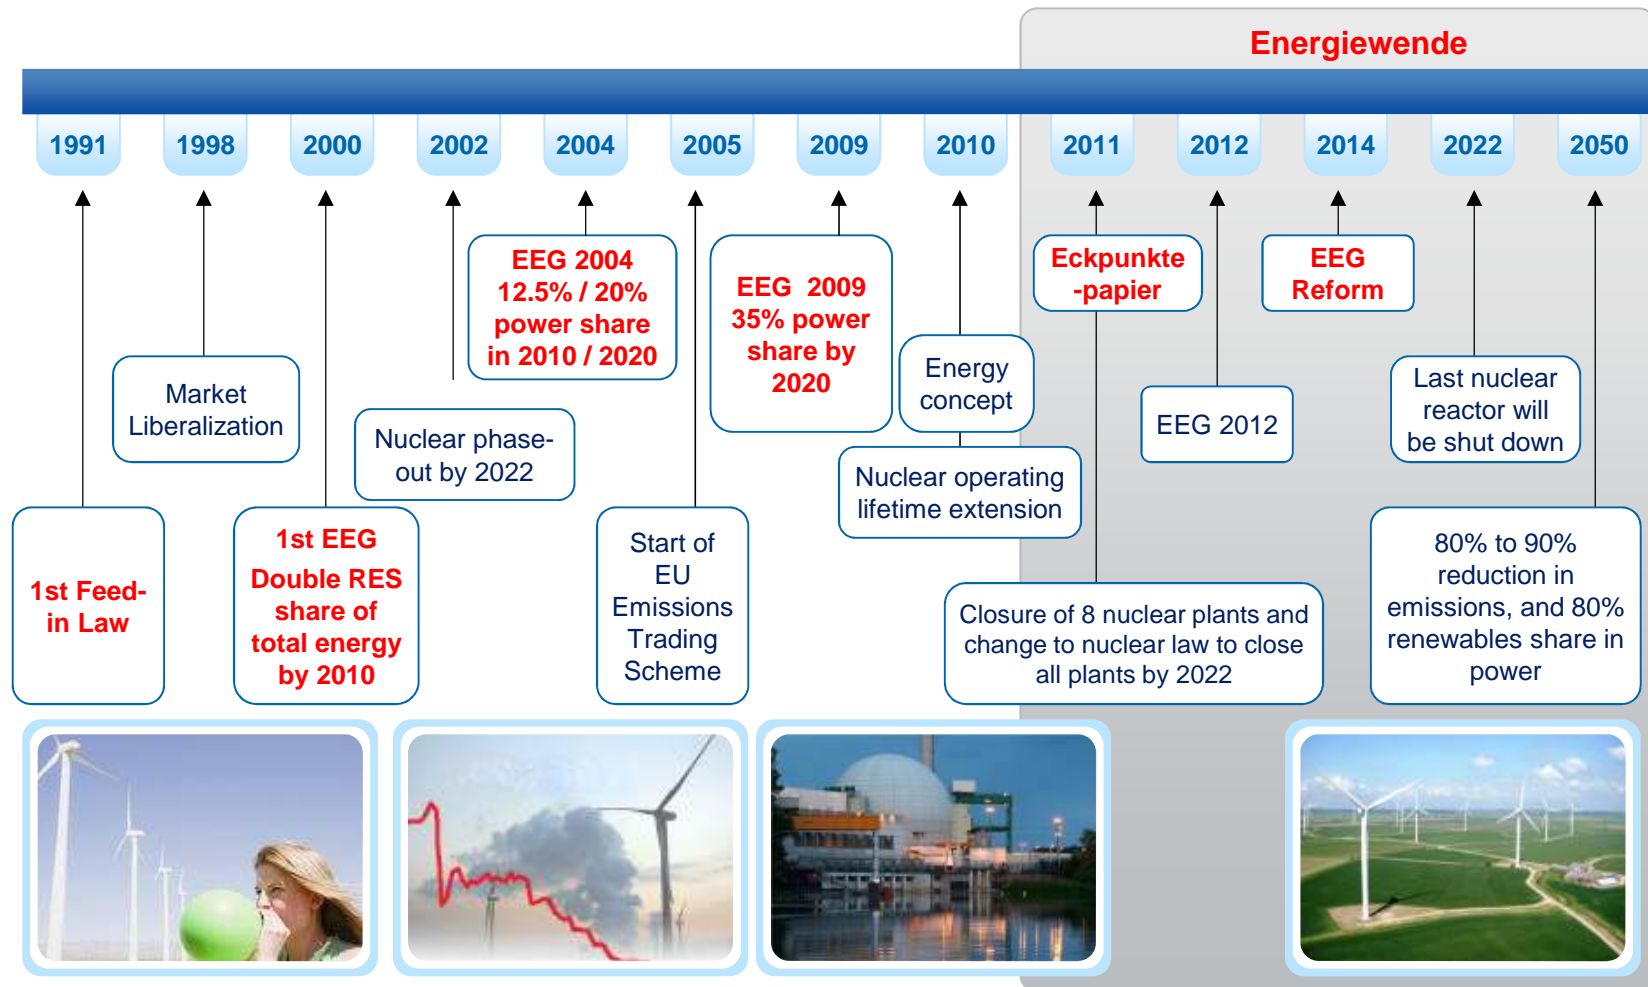 Energiewende
1991
1998
2000
2002
2004
2005
2009
2010
2011
2012
2014
2022
2050
1st Feed-
in Law
Market
Liberalization
1st EEG
Double RES
share of
total energy
by 2010
Nuclear phase-
out by 2022
EEG 2004
12.5% / 20%
power share
in 2010 / 2020
Start of
EU
Emissions
Trading
Scheme
EEG  2009
35% power
share by
2020
Energy
concept
Nuclear operating
lifetime extension
Eckpunkte
-papier
Closure of 8 nuclear plants and
change to nuclear law to close
all plants by 2022
EEG 2012
EEG
Reform
Last nuclear
reactor will
be shut down
80% to 90%
reduction in
emissions, and 80%
renewables share in
power